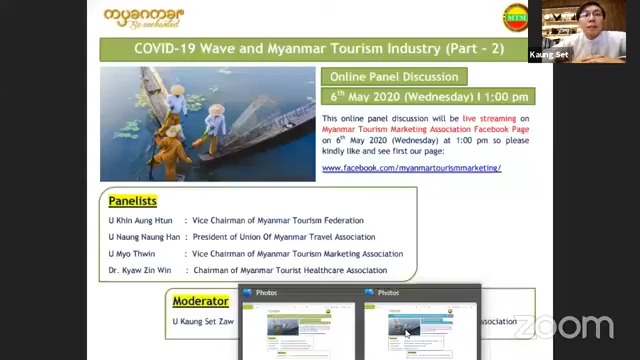 myanmar
Be enchanted
MTM
COVID-19 Wave and Myanmar Tourism Industry (Part - 2)
Online Panel Discussion
6th May 2020 (Wednesday) I 1:00 pm
This online panel discussion will be live streaming on
Myanmar Tourism Marketing Association Facebook Page
on 6th May 2020 (Wednesday) at 1:00 pm so please
kindly like and see first our page:
www.facebook.com/myanmartourismmarketing/
Panelists
U Khin Aung Htun : Vice Chairman of Myanmar Tourism Federation
U Naung Naung Han : President of Union Of Myanmar Travel Association
U Myo Thwin : Vice Chairman of Myanmar Tourism Marketing Association
Dr. Kyaw Zin Win : Chairman of Myanmar Tourist Healthcare Association
Moderator
U Kaung Set Zaw
ssociation
Photos
Photos
Kaung Set
zoom